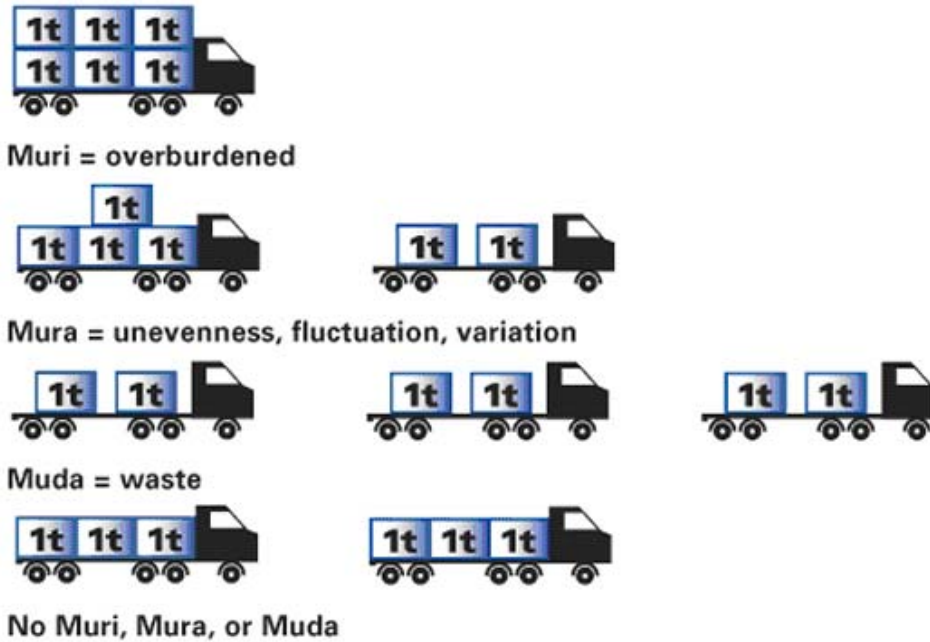 1t 1t 1t
1t 1t 1t
Muri = overburdened
1t
1t 1t 1t 1t 1t
Mura = unevenness, fluctuation, variation
1t 1t 1t 1t 1t 1t
Muda = waste
1t 1t 1t 1t 1t 1t
No Muri, Mura, or Muda